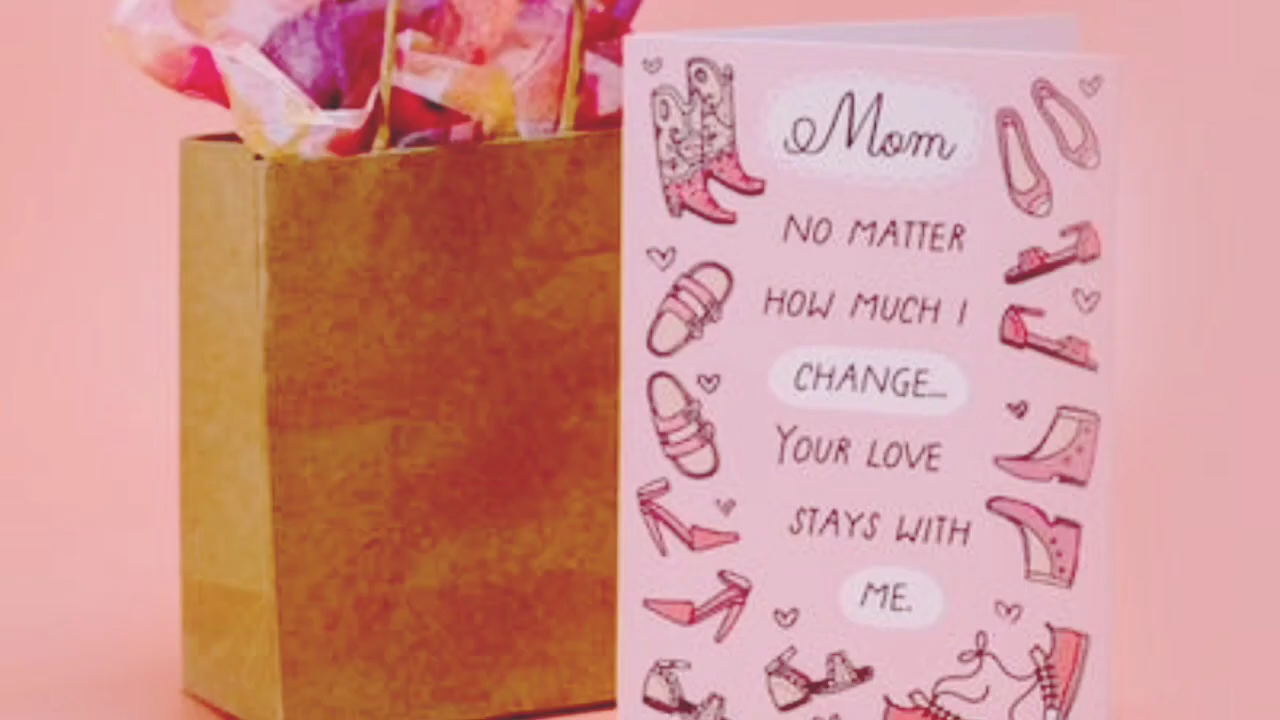 Mom
NO MATTER
HOW MUCH I
CHANGE...
YOUR LOVE
STAYS WITH
ME.